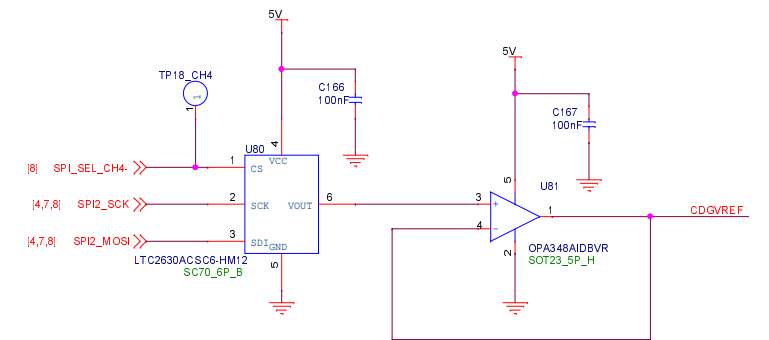 5V
5V
TP18_CH4
1
1
C166
100nF
C167
100nF
U80
4
VCC
5
U81
[8] SPI_SEL_CH4-
1
CS
[4,7,8] SPI2_SCK
2
SCK
VOUT
6
3
+
1
CDGVREF
[4,7,8] SPI2_MOSI
3
SDI
GND
4
-
LTC2630ACSC6-HM12
SC70_6P_B
5
2
OPA348AIDBVR
SOT23_5P_H